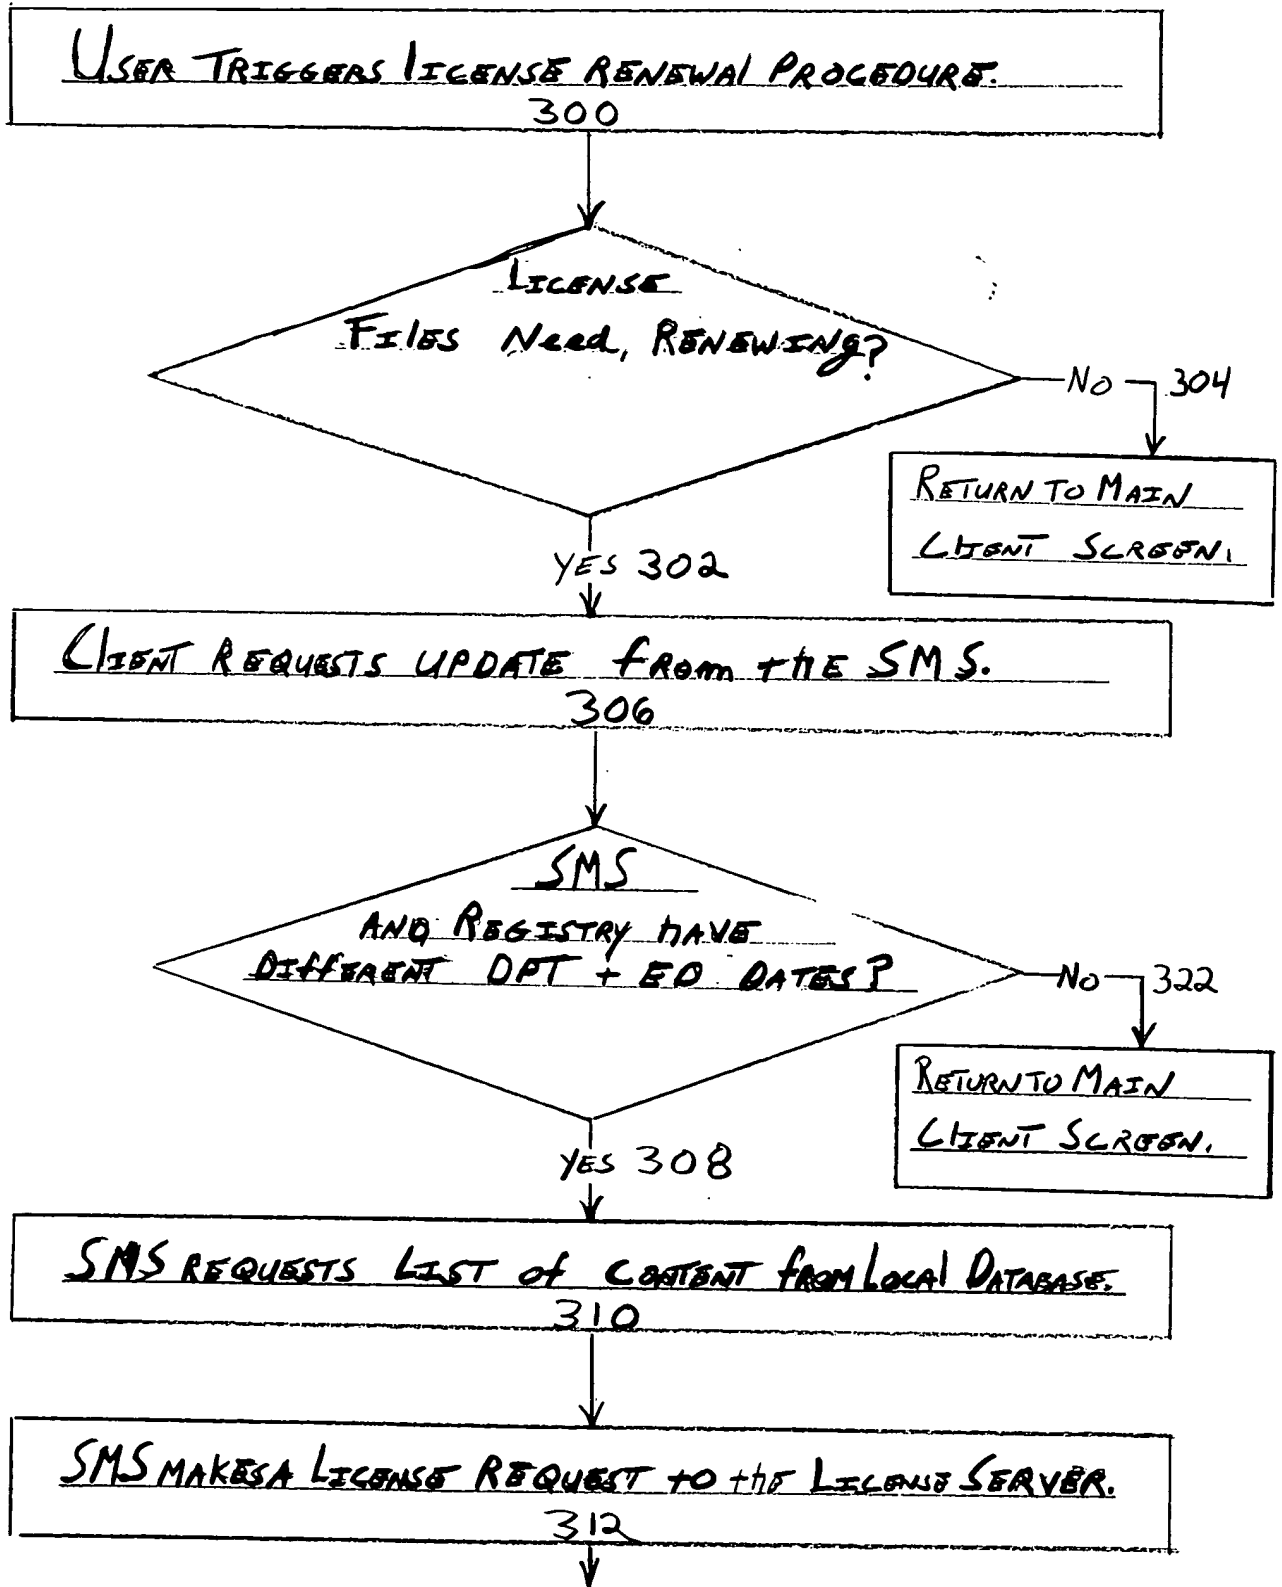 USER TRIGGERS LICENSE RENEWAL PROCEDURE.
300
LICENSE
FILES Need, RENEWING?
No 304
RETURN TO MAIN
CLIENT SCREEN.
YES 302
CLIENT REQUESTS UPDATE from thE SMS.
306
SMS
AND REGISTRY hAVE
DIffERENT DPT + ED DATES?
No 322
RETURN TO MAIN
CLIENT SCREEN.
YES 308
SMS REQUESTS LIST of CONTENT fROM LOCAl DATABASE.
310
SMS MAKES A LICENSE REQUEST to thE LICENSE SERVER.
312